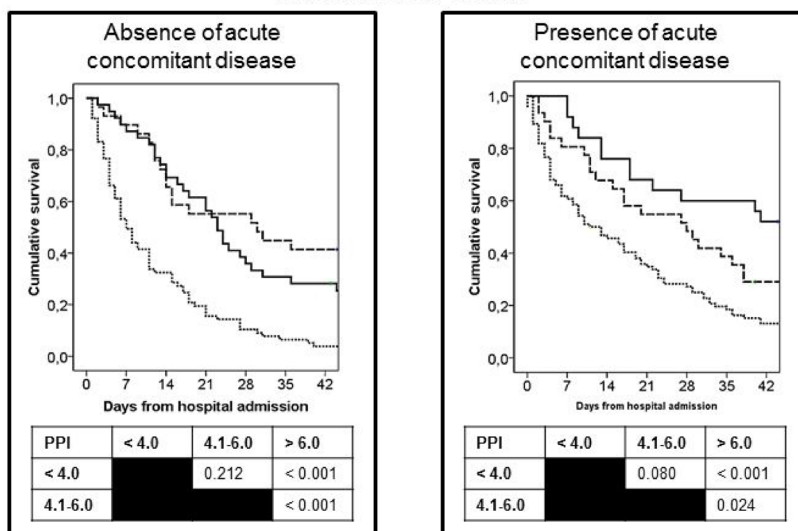 Absence of acute
concomitant disease
Cumulative survival
1,0
0,8
0,6
0,4
0,2
0,0
0 7 14 21 28 35 42
Days from hospital admission
PPI < 4.0 4.1-6.0 > 6.0
< 4.0 0.212 < 0.001
4.1-6.0 < 0.001
Presence of acute
concomitant disease
Cumulative survival
1,0
0,8
0,6
0,4
0,2
0,0
0 7 14 21 28 35 42
Days from hospital admission
PPI < 4.0 4.1-6.0 > 6.0
< 4.0 0.080 < 0.001
4.1-6.0 0.024